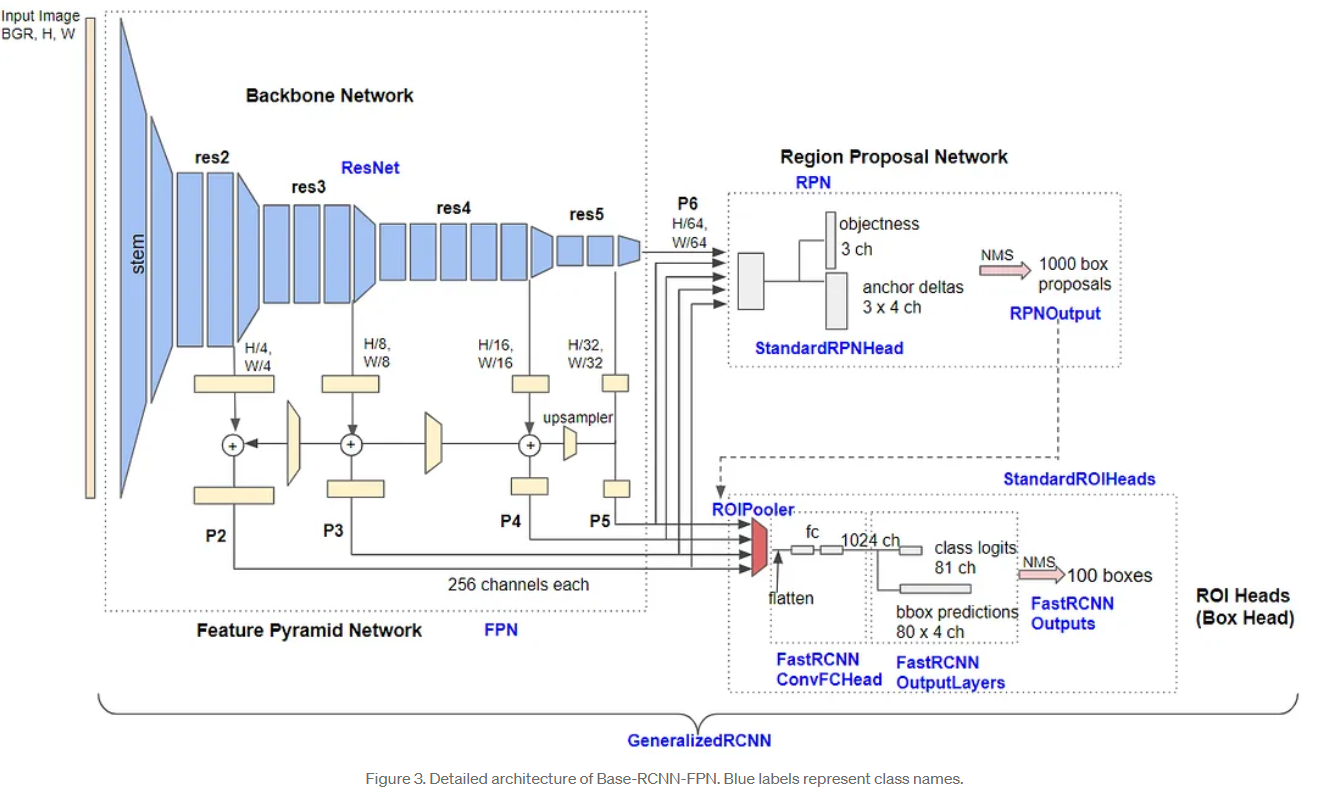 Input Image
BGR, H, W
Backbone Network
res2
ResNet
res3
res4
res5
stem
Region Proposal Network
RPN
P6
H/64,
W/64
objectness
3 ch
anchor deltas
3 x 4 ch
NMS
1000 box
proposals
RPNOutput
StandardRPNHead
H/4,
W/4
H/8,
W/8
H/16,
W/16
H/32,
W/32
upsampler
+
+
+
P2
P3
P4
P5
256 channels each
Feature Pyramid Network
FPN
StandardROIHeads
ROIPooler
fc
1024 ch
flatten
class logits
81 ch
bbox predictions
80 x 4 ch
NMS
100 boxes
FastRCNN
Outputs
ROI Heads
(Box Head)
FastRCNN
ConvFCHead
FastRCNN
OutputLayers
GeneralizedRCNN
Figure 3. Detailed architecture of Base-RCNN-FPN. Blue labels represent class names.